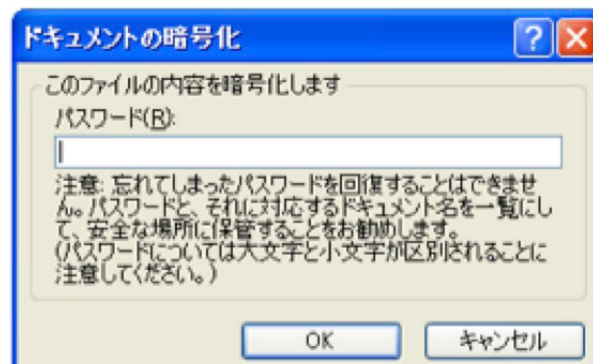 ドキュメントの暗号化
このファイルの内容を暗号化します
パスワード(R):
注意: 忘れてしまったパスワードを回復することはできませ
ん。パスワードと、それに対応するドキュメント名を一覧にし
て、安全な場所に保管することをお勧めします。
(パスワードについては大文字と小文字が区別されることに
注意してください。)
OK キャンセル